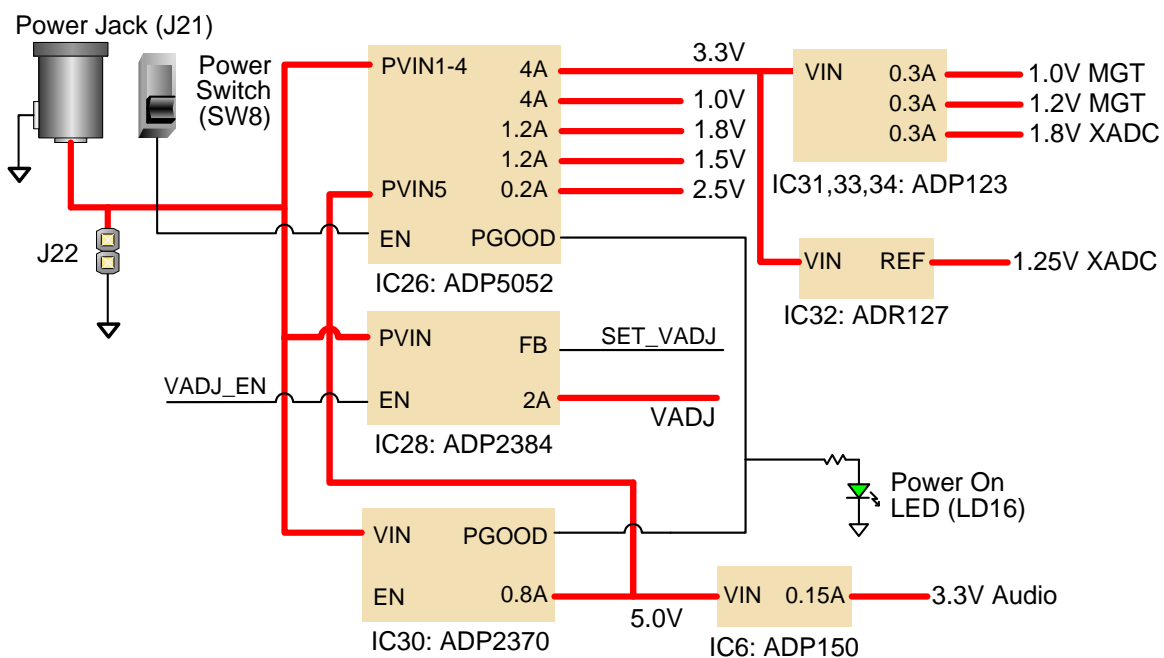 Power Jack (J21)
Power
Switch
(SW8)
J22
PVIN1-4
4A
4A
1.2A
1.2A
PVIN5
0.2A
EN
PGOOD
IC26: ADP5052
3.3V
1.0V
1.8V
1.5V
2.5V
VIN
0.3A
0.3A
0.3A
1.0V MGT
1.2V MGT
1.8V XADC
IC31,33,34: ADP123
VIN
REF
1.25V XADC
IC32: ADR127
PVIN
FB
SET_VADJ
VADJ_EN
EN
2A
VADJ
IC28: ADP2384
Power On
LED (LD16)
VIN
PGOOD
EN
0.8A
5.0V
IC30: ADP2370
VIN
0.15A
3.3V Audio
IC6: ADP150